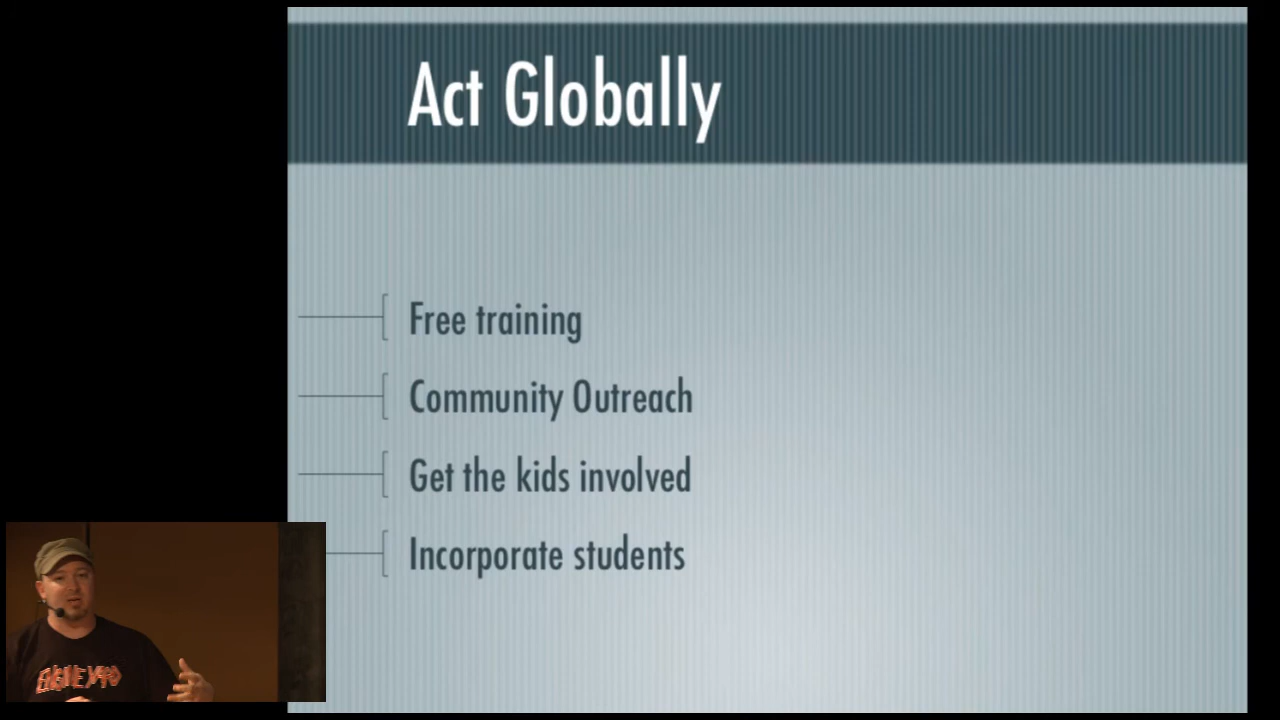 Act Globally
Free training
Community Outreach
Get the kids involved
Incorporate students